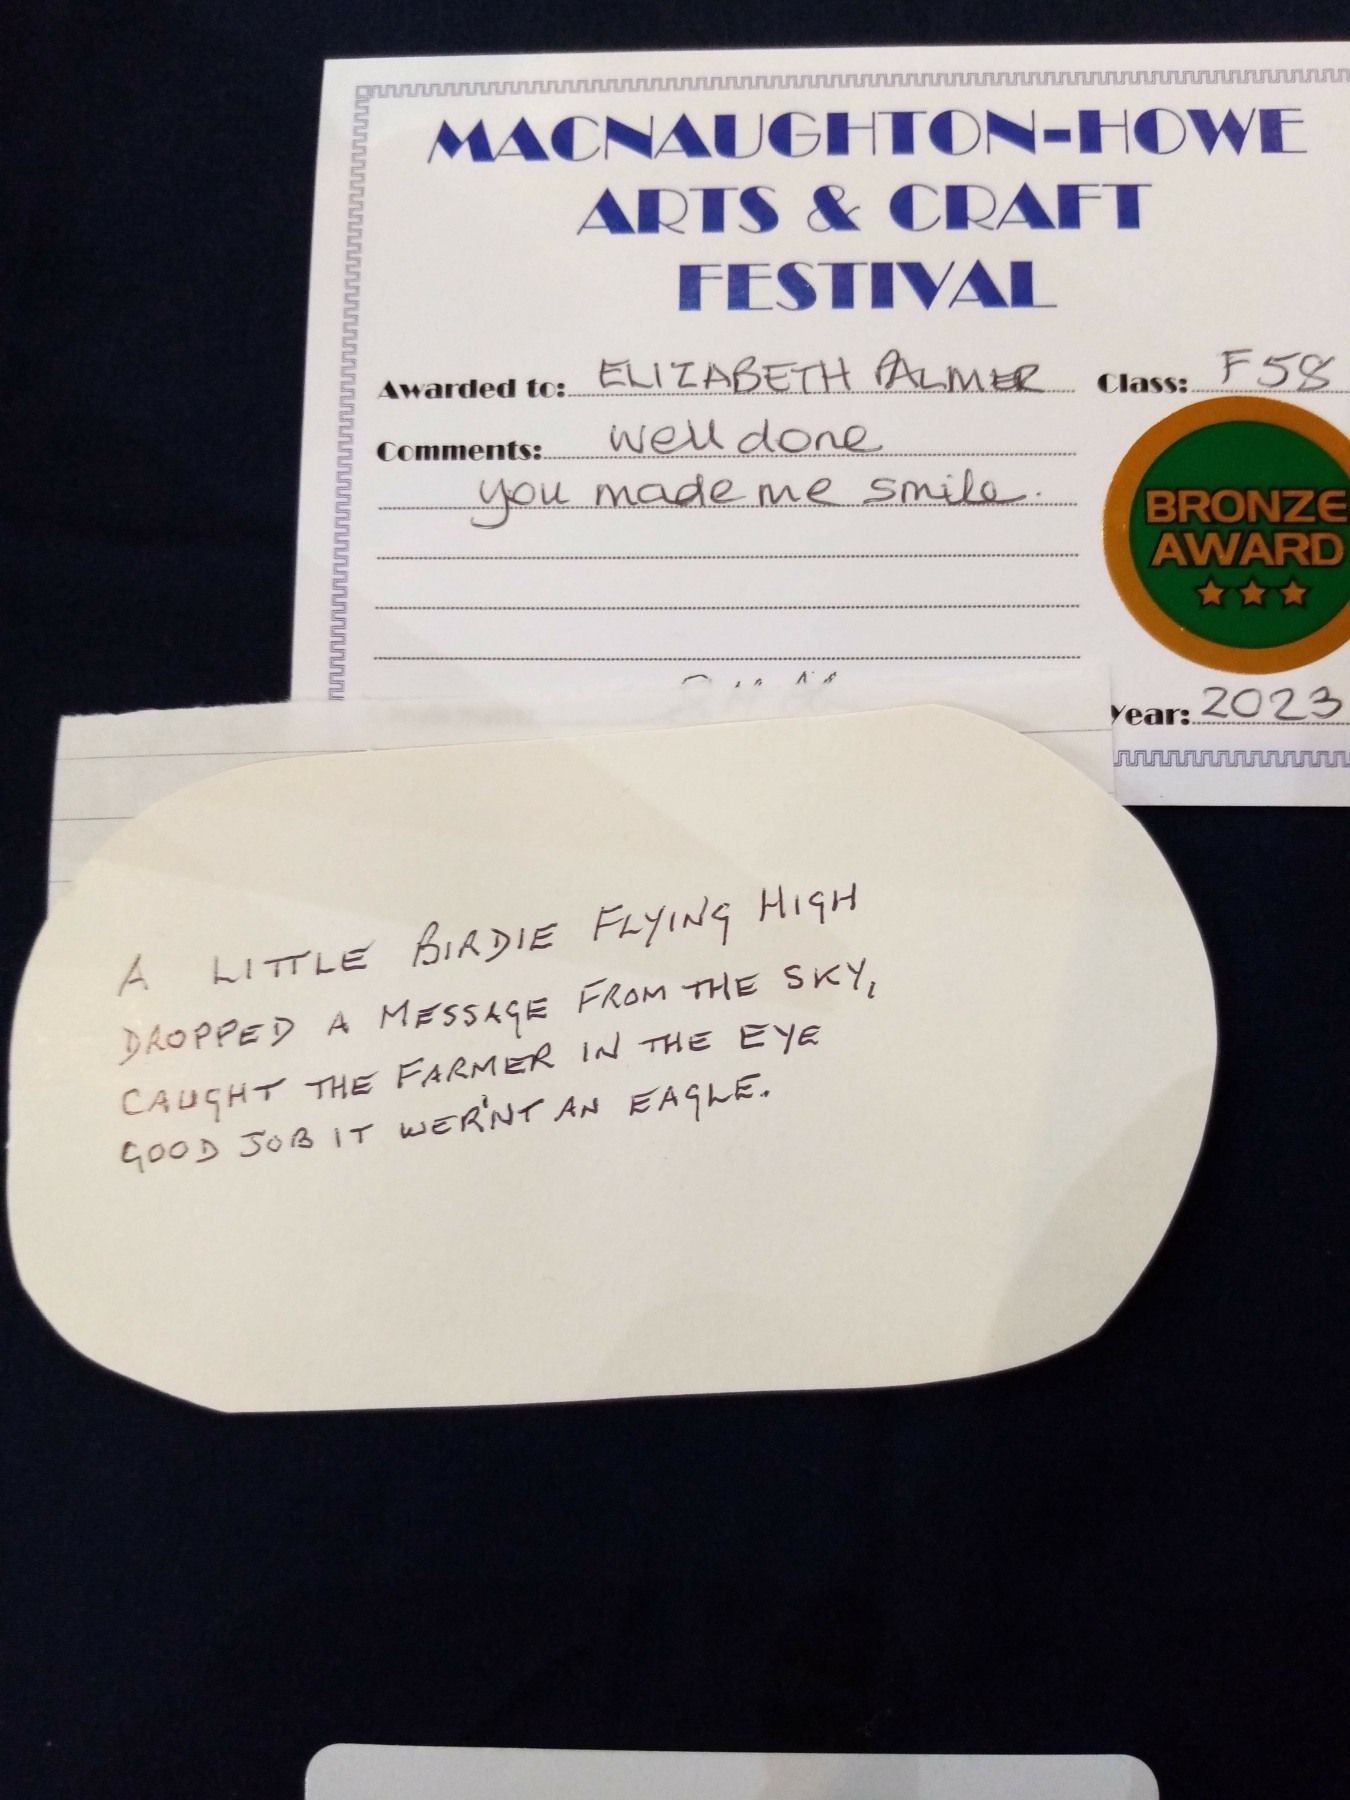 MACNAUGHTON-HOWE
ARTS & CRAFT
FESTIVAL
Awarded to: ELIZABETH PALMER Class: F58
Comments: well done
you made me smile.
BRONZE
AWARD
Year: 2023
A LITTLE BIRDIE FLYING HIGH
DROPPED A MESSAGE FROM THE SKY,
CAUGHT THE FARMER IN THE EYE
GOOD JOB IT WER'NT AN EAGLE.